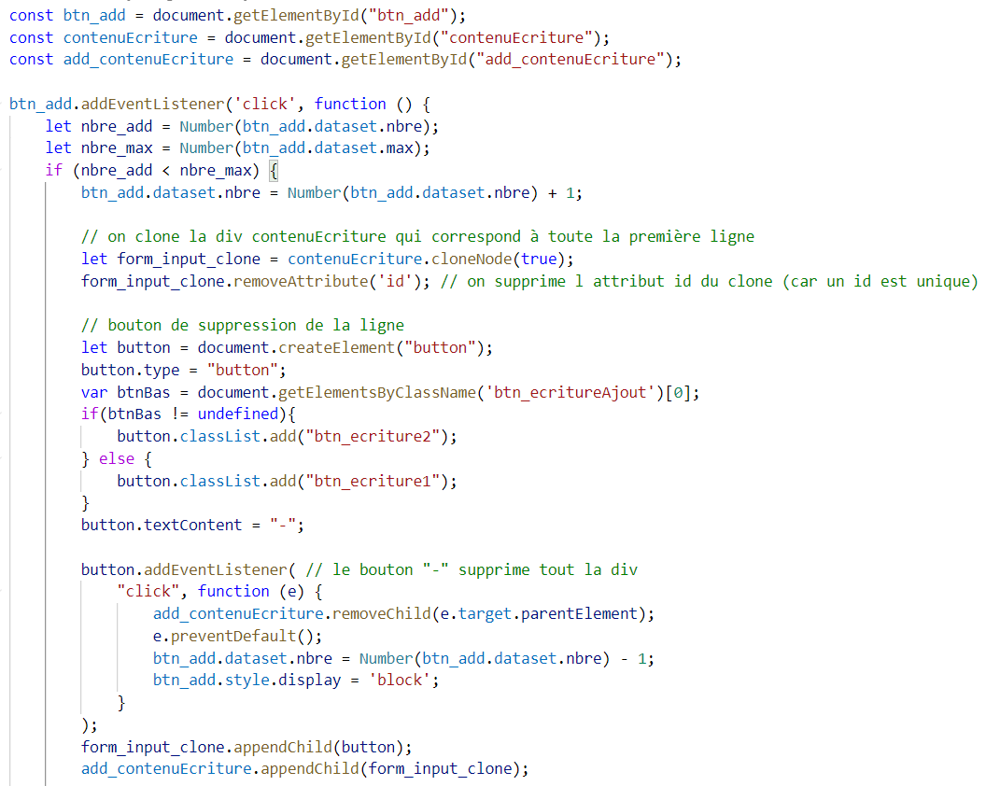 const btn_add = document.getElementById("btn_add");
const contenuEcriture = document.getElementById("contenuEcriture");
const add_contenuEcriture = document.getElementById("add_contenuEcriture");

btn_add.addEventListener('click', function () {
    let nbre_add = Number(btn_add.dataset.nbre);
    let nbre_max = Number(btn_add.dataset.max);
    if (nbre_add < nbre_max) {
        btn_add.dataset.nbre = Number(btn_add.dataset.nbre) + 1;

        // on clone la div contenuEcriture qui correspond à toute la première ligne
        let form_input_clone = contenuEcriture.cloneNode(true);
        form_input_clone.removeAttribute('id'); // on supprime l attribut id du clone (car un id est unique)

        // bouton de suppression de la ligne
        let button = document.createElement("button");
        button.type = "button";
        var btnBas = document.getElementsByClassName('btn_ecritureAjout')[0];
        if(btnBas != undefined){
            button.classList.add("btn_ecriture2");
        } else {
            button.classList.add("btn_ecriture1");
        }
        button.textContent = "-";

        button.addEventListener( // le bouton "-" supprime tout la div
            "click", function (e) {
                add_contenuEcriture.removeChild(e.target.parentElement);
                e.preventDefault();
                btn_add.dataset.nbre = Number(btn_add.dataset.nbre) - 1;
                btn_add.style.display = 'block';
            }
        );
        form_input_clone.appendChild(button);
        add_contenuEcriture.appendChild(form_input_clone);